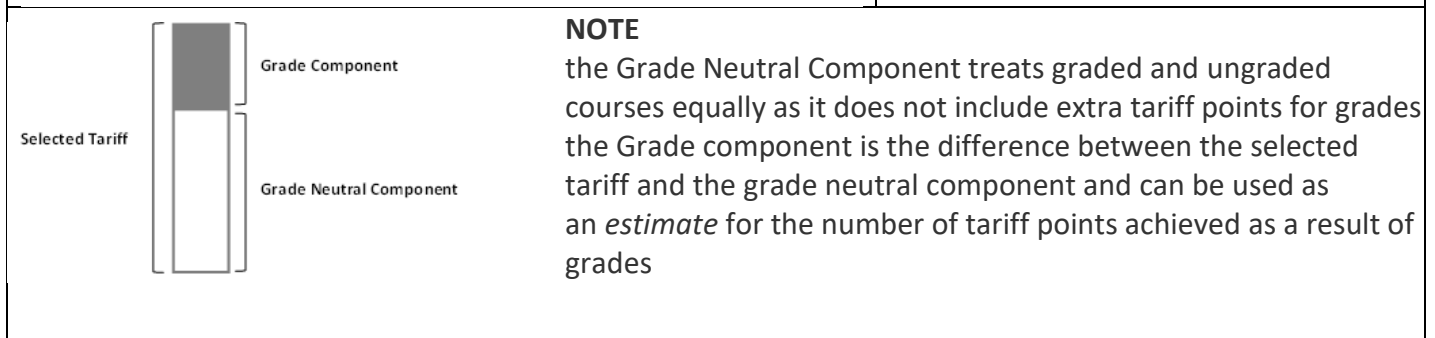 Grade Component
Selected Tariff
Grade Neutral Component
NOTE
the Grade Neutral Component treats graded and ungraded
courses equally as it does not include extra tariff points for grades
the Grade component is the difference between the selected
tariff and the grade neutral component and can be used as
an estimate for the number of tariff points achieved as a result of
grades